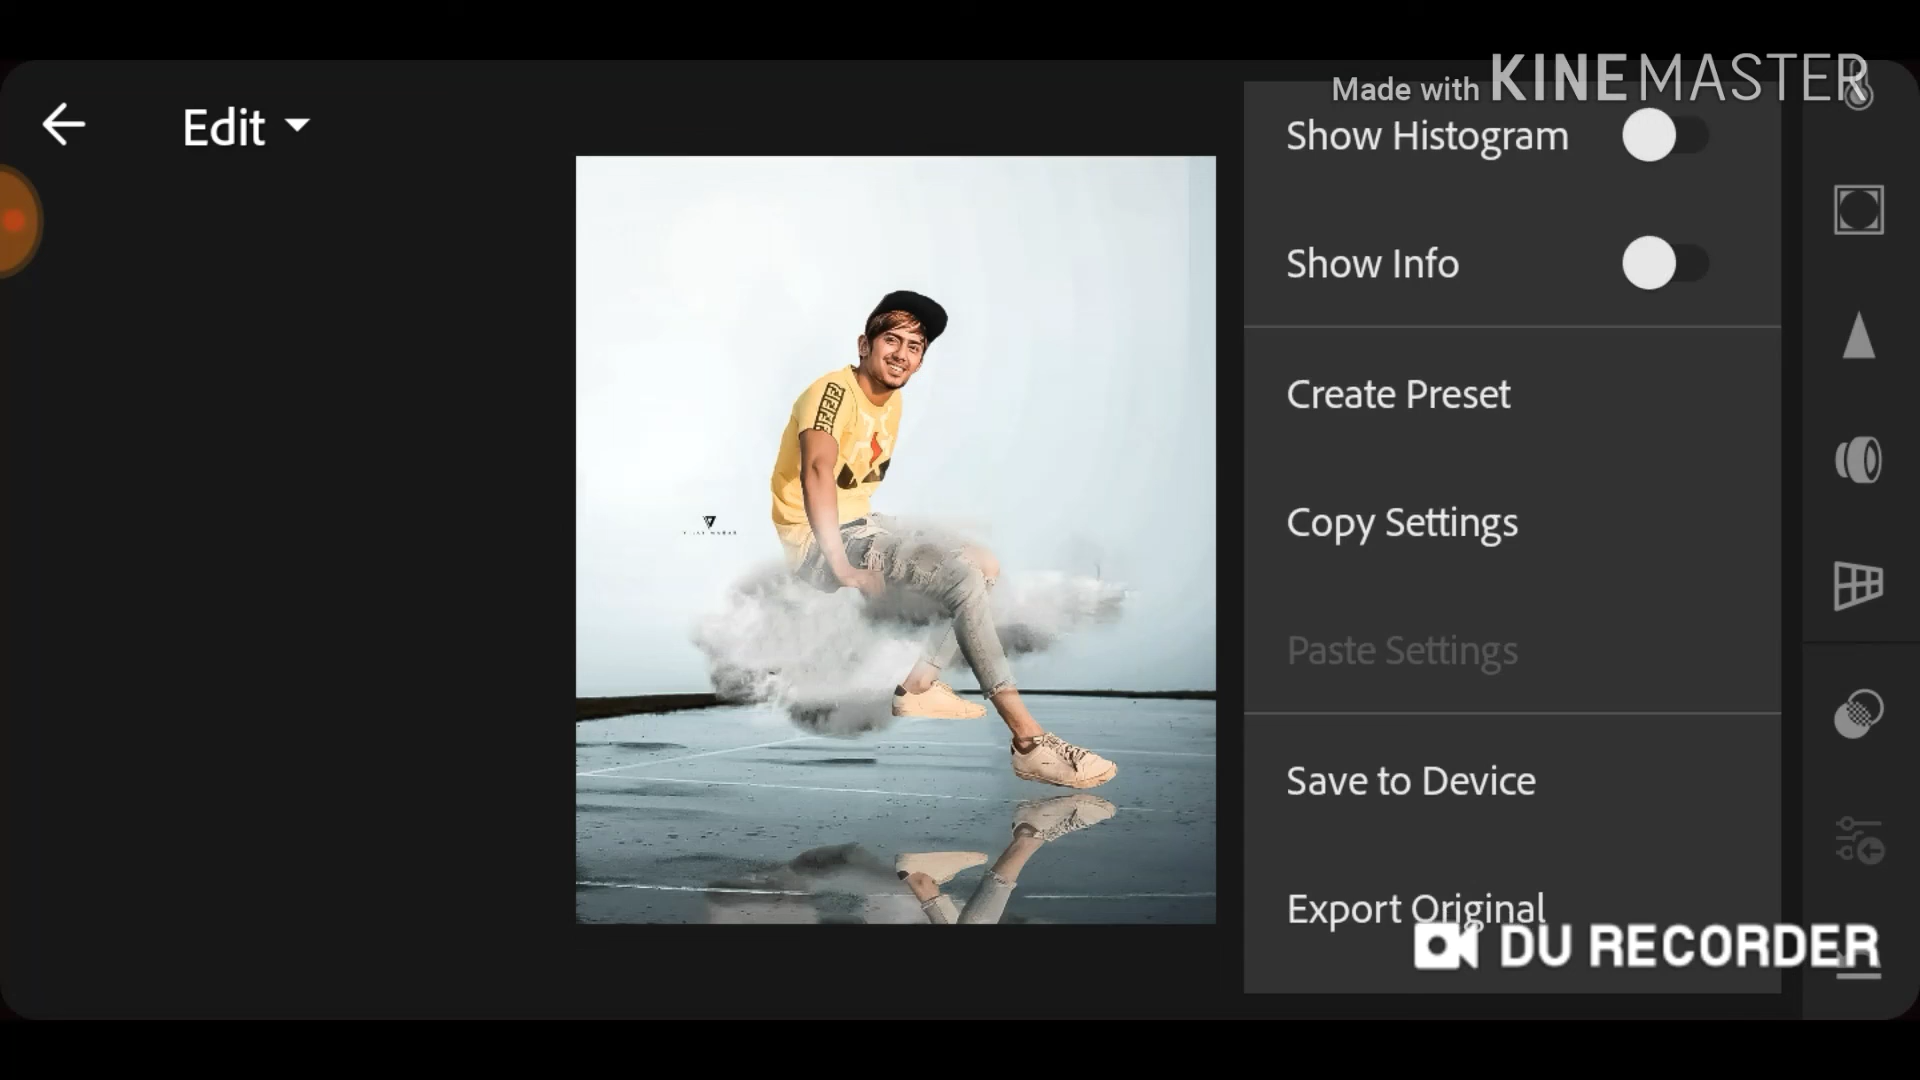 Made with KINEMASTER
Edit
Show Histogram
Show Info
Create Preset
Copy Settings
Paste Settings
Save to Device
Export Original
DU RECORDER